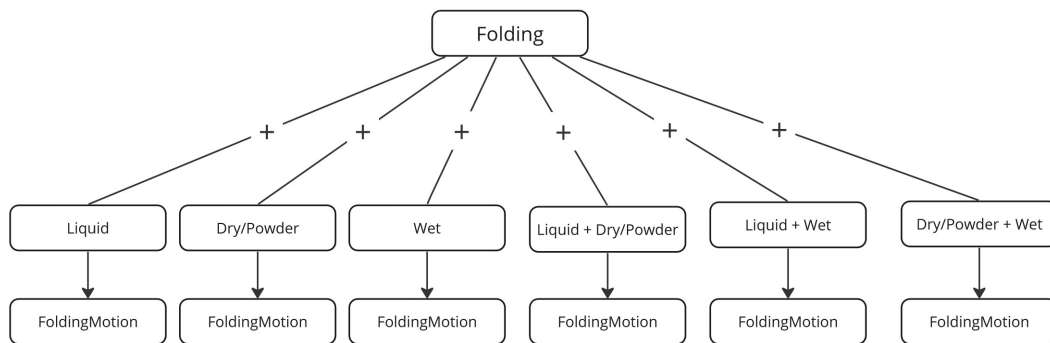 Folding
+ + + + + +
Liquid
Dry/Powder
Wet
Liquid + Dry/Powder
Liquid + Wet
Dry/Powder + Wet
FoldingMotion
FoldingMotion
FoldingMotion
FoldingMotion
FoldingMotion
FoldingMotion